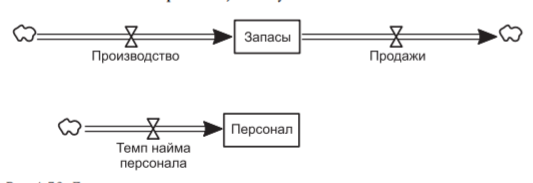 Производство
Запасы
Продажи
Темп найма
персонала
Персонал